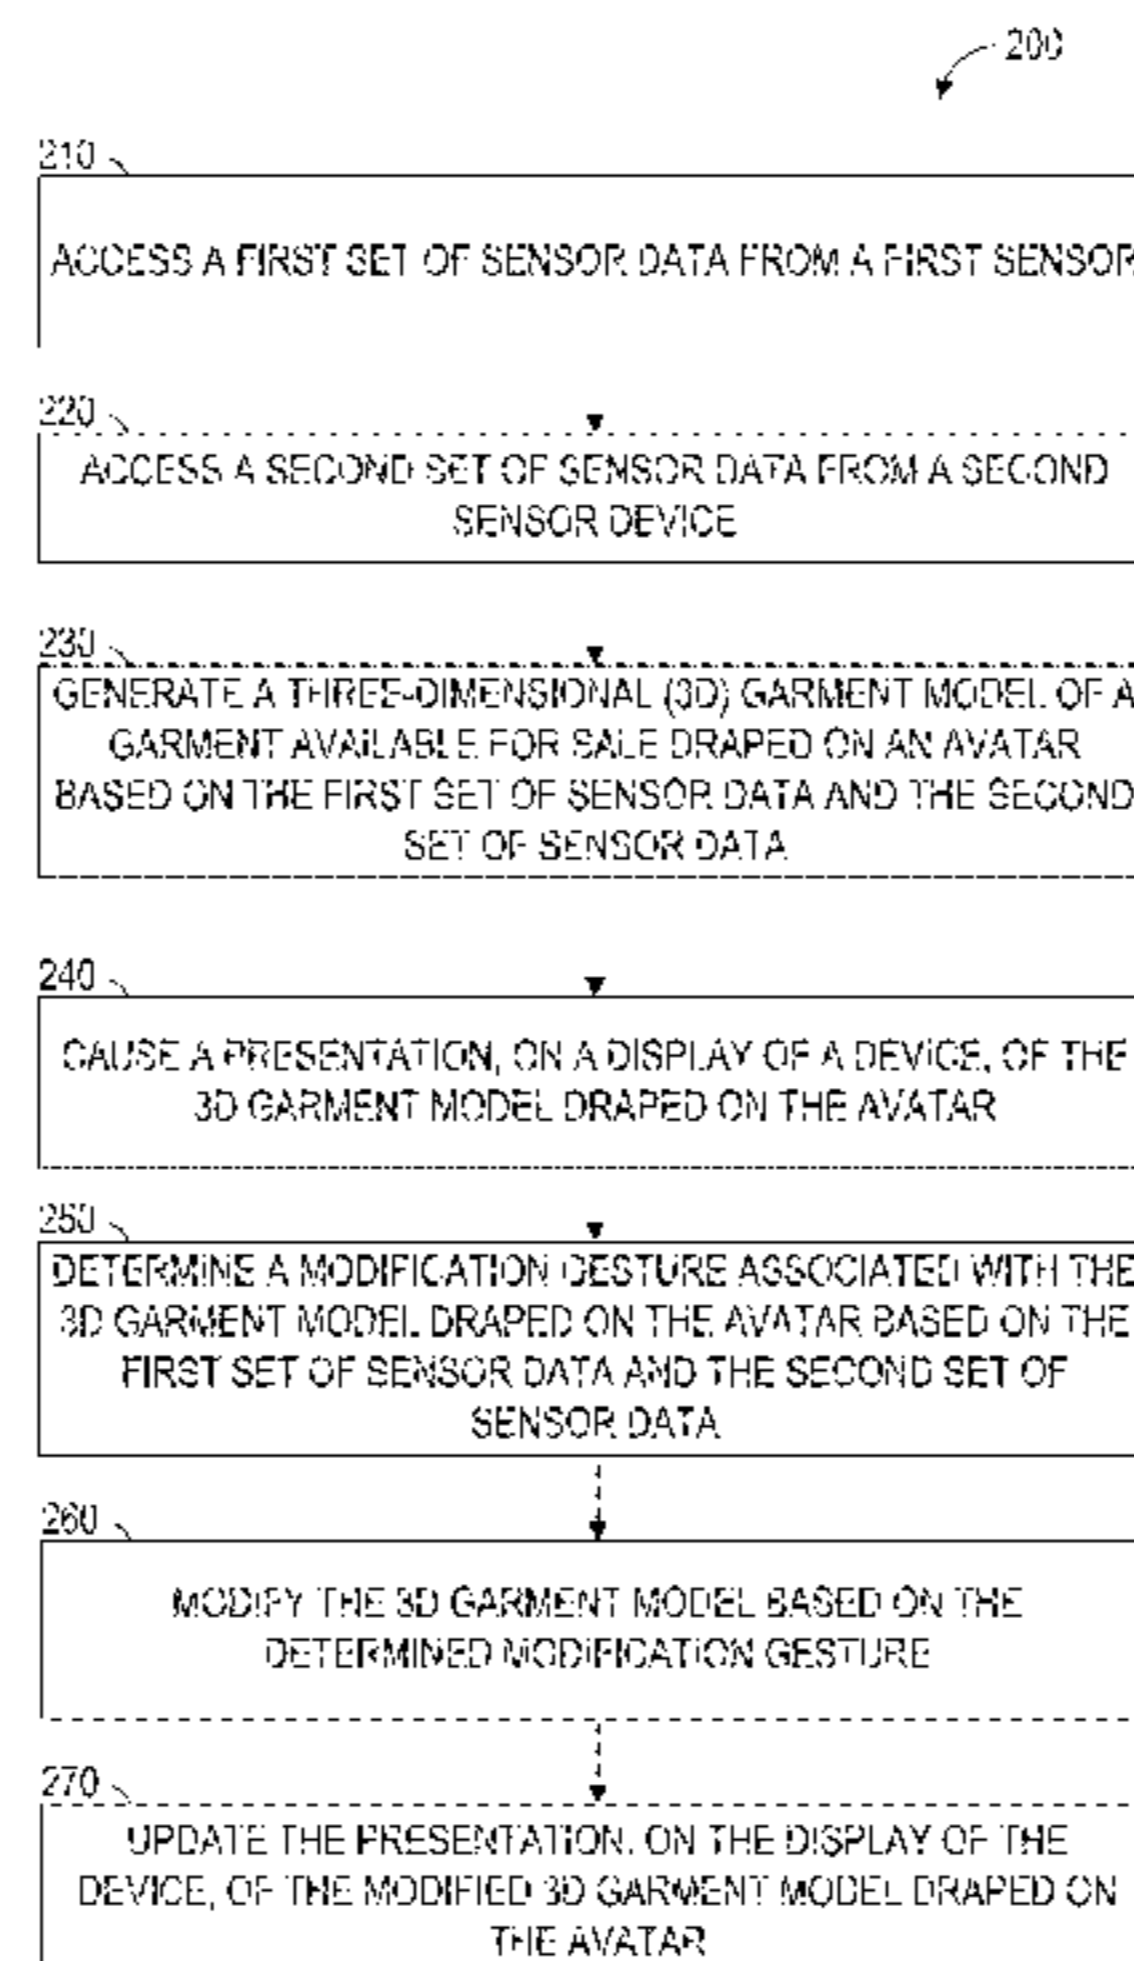 200
210
ACCESS A FIRST SET OF SENSOR DATA FROM A FIRST SENSOR
220
ACCESS A SECOND SET OF SENSOR DATA FROM A SECOND
SENSOR DEVICE
230
GENERATE A THREE-DIMENSIONAL (3D) GARMENT MODEL OF A
GARMENT AVAILABLE FOR SALE DRAPED ON AN AVATAR
BASED ON THE FIRST SET OF SENSOR DATA AND THE SECOND
SET OF SENSOR DATA
240
CAUSE A PRESENTATION, ON A DISPLAY OF A DEVICE, OF THE
3D GARMENT MODEL DRAPED ON THE AVATAR
250
DETERMINE A MODIFICATION GESTURE ASSOCIATED WITH THE
3D GARMENT MODEL DRAPED ON THE AVATAR BASED ON THE
FIRST SET OF SENSOR DATA AND THE SECOND SET OF
SENSOR DATA
260
MODIFY THE 3D GARMENT MODEL BASED ON THE
DETERMINED MODIFICATION GESTURE
270
UPDATE THE PRESENTATION, ON THE DISPLAY OF THE
DEVICE, OF THE MODIFIED 3D GARMENT MODEL DRAPED ON
THE AVATAR